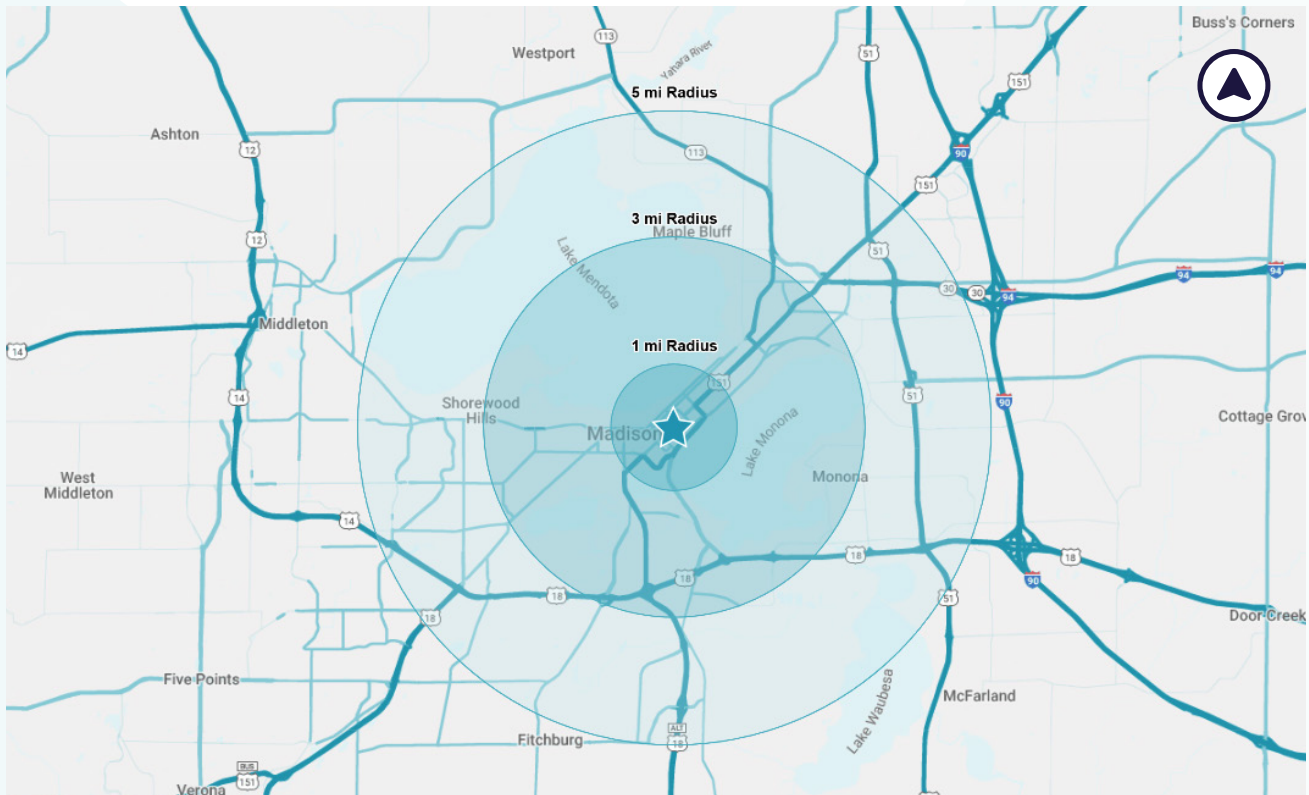 Buss's Corners
113
Westport
51
Yahara River
151
5 mi Radius
Ashton
12
113
90
151
3 mi Radius
Maple Bluff
12
51
Lake Mendota
94
94
30
30
94
Middleton
14
1 mi Radius
151
14
51
90
Shorewood
Hills
Cottage Grov
Madison
Lake Monona
West
Middleton
Monona
14
18
18
18
90
18
51
18
Door Creek
Five Points
McFarland
Lake Waubesa
ALT
18
Fitchburg
BUS
151
Verona